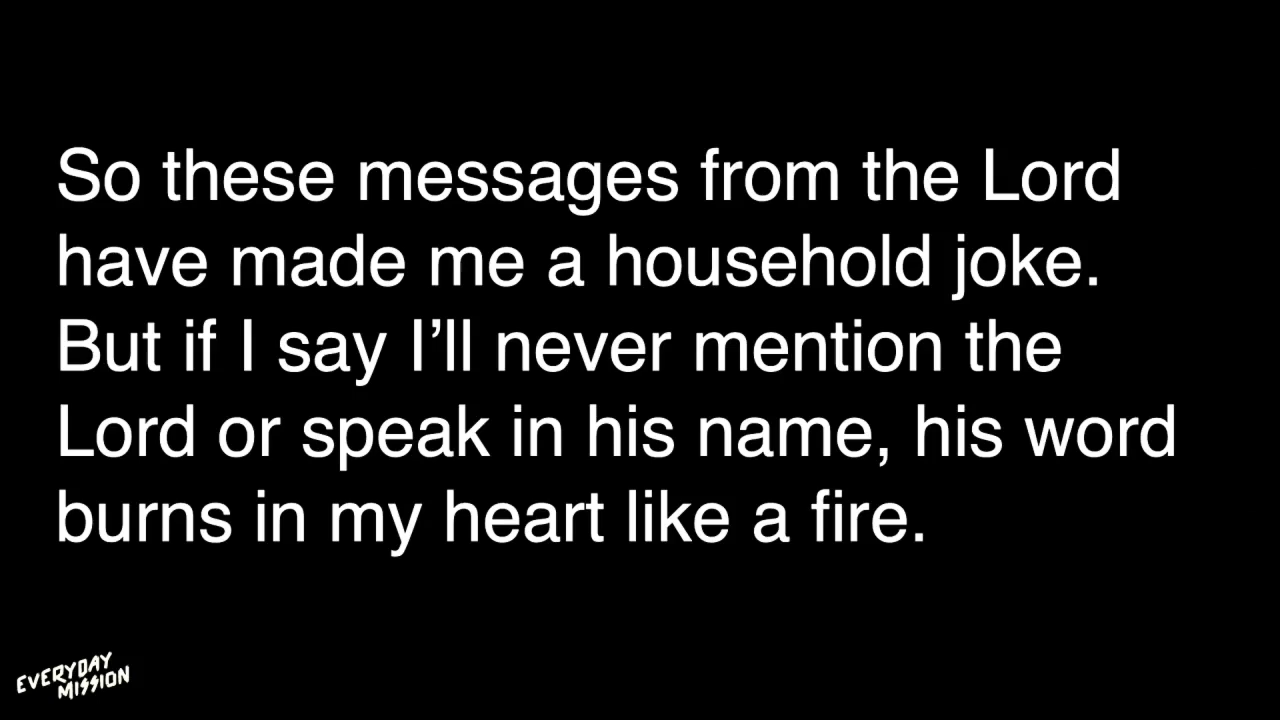 So these messages from the Lord
have made me a household joke.
But if I say I’ll never mention the
Lord or speak in his name, his word
burns in my heart like a fire.
EVERYDAY
MISSION